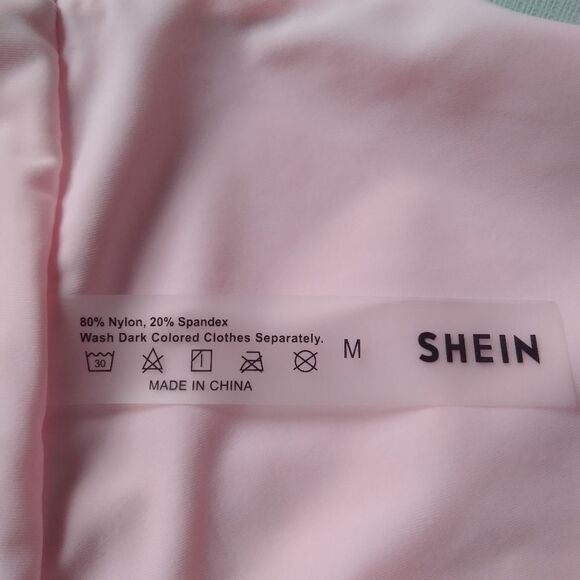 80% Nylon, 20% Spandex
Wash Dark Colored Clothes Separately.
30
M
SHEIN
MADE IN CHINA